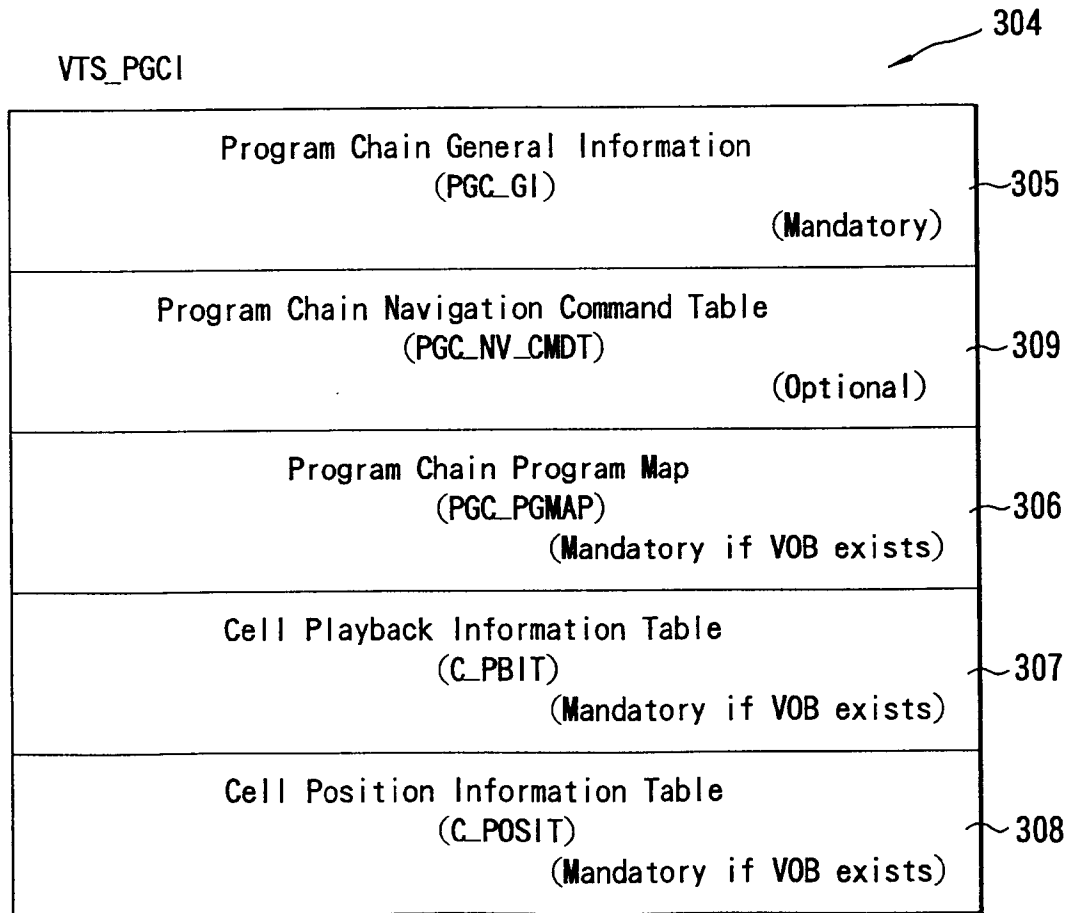 304
VTS_PGCI
Program Chain General Information
(PGC_GI)
(Mandatory)
305
Program Chain Navigation Command Table
(PGC_NV_CMDT)
(Optional)
309
Program Chain Program Map
(PGC_PGMAP)
(Mandatory if VOB exists)
306
Cell Playback Information Table
(C_PBIT)
(Mandatory if VOB exists)
307
Cell Position Information Table
(C_POSIT)
(Mandatory if VOB exists)
308